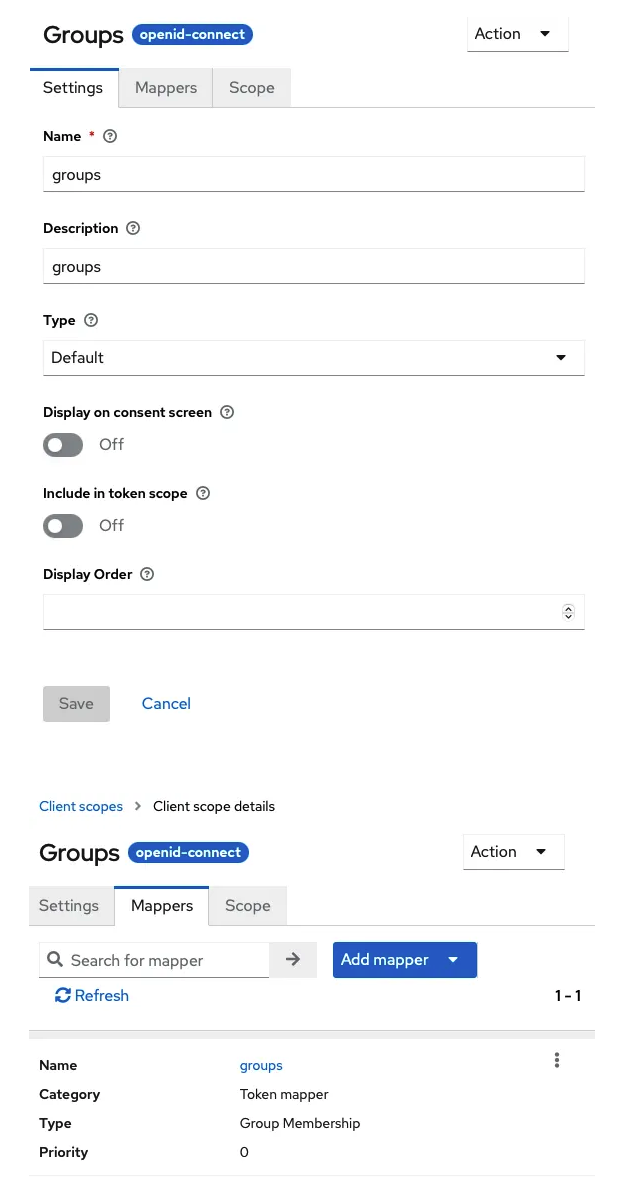 Groups openid-connect Action
Settings Mappers Scope
Name *
groups
Description
groups
Type
Default
Display on consent screen
Off
Include in token scope
Off
Display Order
Save Cancel
Client scopes > Client scope details
Groups openid-connect Action
Settings Mappers Scope
Search for mapper Add mapper
Refresh 1 - 1
Name groups
Category Token mapper
Type Group Membership
Priority 0